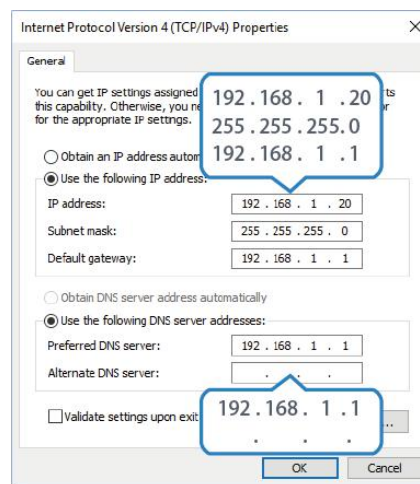 Internet Protocol Version 4 (TCP/IPv4) Properties
General
You can get IP settings assigned
this capability. Otherwise, you
for the appropriate IP settings.
192.168. 1 .20
255.255.255.0
192.168. 1 .1
Obtain an IP address
Use the following IP address:
IP address: 192 . 168 . 1 . 20
Subnet mask: 255 . 255 . 255 . 0
Default gateway: 192 . 168 . 1 . 1
Obtain DNS server address automatically
Use the following DNS server addresses:
Preferred DNS server: 192 . 168 . 1 . 1
Alternate DNS server: . . .
192.168. 1 .1
. . .
Validate settings upon exit
...
OK Cancel